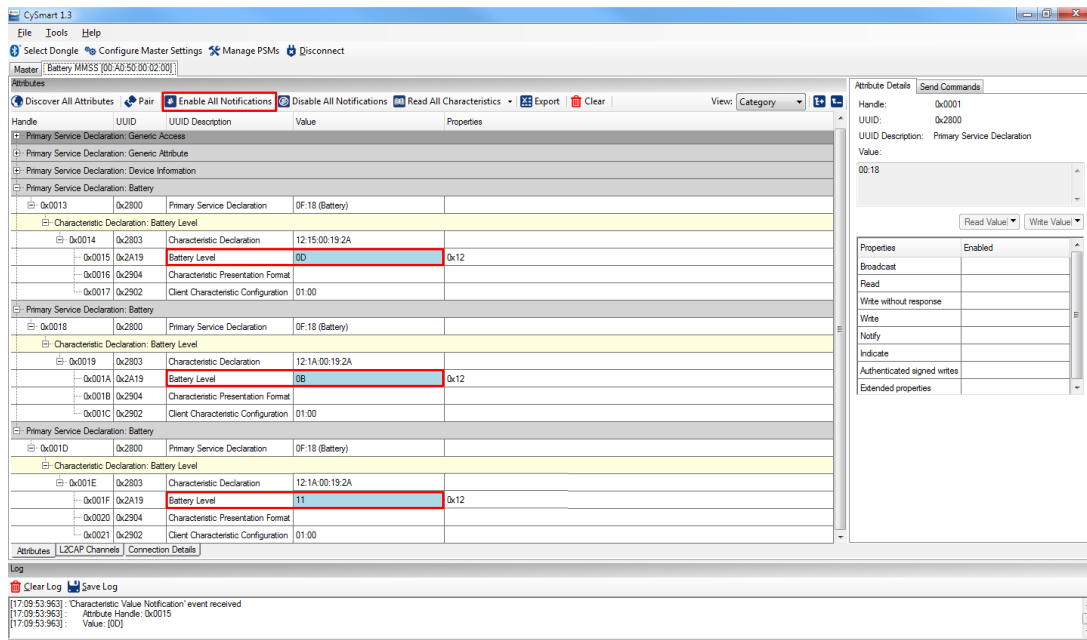 CySmart 1.3
File Tools Help
Select Dongle Configure Master Settings Manage PSMs Disconnect
Master Battery MMSS [00:A0:50:00:02:00]
Attributes
Discover All Attributes Pair Enable All Notifications Disable All Notifications Read All Characteristics Export Clear View: Category
Handle UUID UUID Description Value Properties
Primary Service Declaration: Generic Access
Primary Service Declaration: Generic Attribute
Primary Service Declaration: Device Information
Primary Service Declaration: Battery
0x0013 0x2800 Primary Service Declaration 0F:18 (Battery)
Characteristic Declaration: Battery Level
0x0014 0x2803 Characteristic Declaration 12:15:00:19:2A
0x0015 0x2A19 Battery Level 0D 0x12
0x0016 0x2904 Characteristic Presentation Format
0x0017 0x2902 Client Characteristic Configuration 01:00
Primary Service Declaration: Battery
0x0018 0x2800 Primary Service Declaration 0F:18 (Battery)
Characteristic Declaration: Battery Level
0x0019 0x2803 Characteristic Declaration 12:1A:00:19:2A
0x001A 0x2A19 Battery Level 0B 0x12
0x001B 0x2904 Characteristic Presentation Format
0x001C 0x2902 Client Characteristic Configuration 01:00
Primary Service Declaration: Battery
0x001D 0x2800 Primary Service Declaration 0F:18 (Battery)
Characteristic Declaration: Battery Level
0x001E 0x2803 Characteristic Declaration 12:1A:00:19:2A
0x001F 0x2A19 Battery Level 11 0x12
0x0020 0x2904 Characteristic Presentation Format
0x0021 0x2902 Client Characteristic Configuration 01:00
Attributes L2CAP Channels Connection Details
Attribute Details Send Commands
Handle: 0x0001
UUID: 0x2800
UUID Description: Primary Service Declaration
Value:
00:18
Read Value Write Value
Properties Enabled
Broadcast
Read
Write without response
Write
Notify
Indicate
Authenticated signed writes
Extended properties
Log
Clear Log Save Log
[17:09:53:963] : 'Characteristic Value Notification' event received
[17:09:53:963] : Attribute Handle: 0x0015
[17:09:53:963] : Value: [0D]